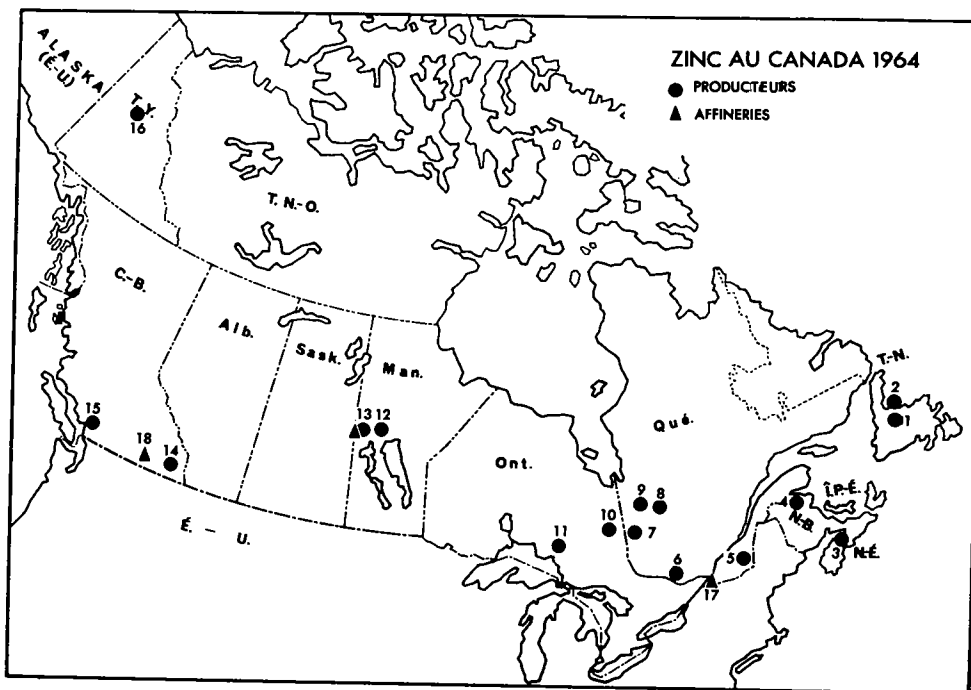 ZINC AU CANADA 1964
● PRODUCTEURS
▲ AFFINERIES
ALASKA
(É.-U)
T.Y.
16
T. N.-O.
C.-B.
Alb.
Sask.
Man.
Ont.
Qué.
T.-N.
2
1
15
18
14
13 12
9 8
10
7
11
6
5
17
4
Î.P.-É.
N.-B.
3
N.-É.
É. – U.